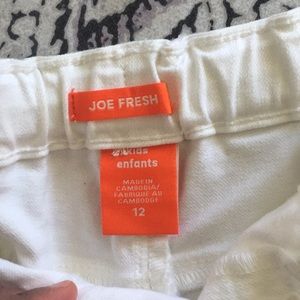 JOE FRESH
kids
enfants
MADE IN
CAMBODIA/
FABRIQUÉ AU
CAMBODGE
12